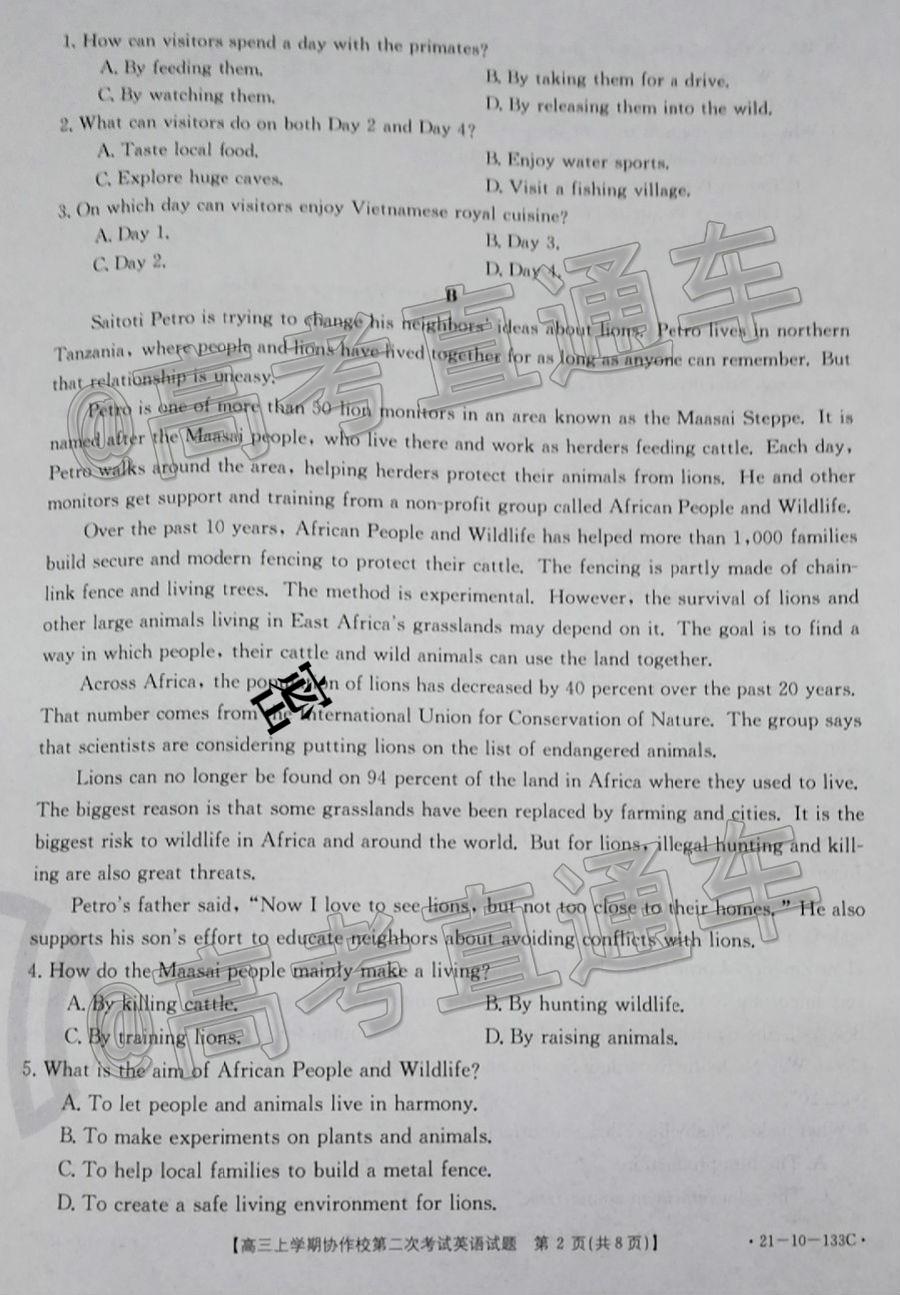 1. How can visitors spend a day with the primates?
A. By feeding them.
B. By taking them for a drive.
C. By watching them.
D. By releasing them into the wild.
2. What can visitors do on both Day 2 and Day 4?
A. Taste local food.
B. Enjoy water sports.
C. Explore huge caves.
D. Visit a fishing village.
3. On which day can visitors enjoy Vietnamese royal cuisine?
A. Day 1.
B. Day 3.
C. Day 2.
D. Day 4.
B
Saitoti Petro is trying to change his neighbors' ideas about lions. Petro lives in northern
Tanzania, where people and lions have lived together for as long as anyone can remember. But
that relationship is uneasy.
Petro is one of more than 50 lion monitors in an area known as the Maasai Steppe. It is
named after the Maasai people, who live there and work as herders feeding cattle. Each day,
Petro walks around the area, helping herders protect their animals from lions. He and other
monitors get support and training from a non-profit group called African People and Wildlife.
Over the past 10 years, African People and Wildlife has helped more than 1,000 families
build secure and modern fencing to protect their cattle. The fencing is partly made of chain-
link fence and living trees. The method is experimental. However, the survival of lions and
other large animals living in East Africa's grasslands may depend on it. The goal is to find a
way in which people, their cattle and wild animals can use the land together.
Across Africa, the population of lions has decreased by 40 percent over the past 20 years.
That number comes from the International Union for Conservation of Nature. The group says
that scientists are considering putting lions on the list of endangered animals.
Lions can no longer be found on 94 percent of the land in Africa where they used to live.
The biggest reason is that some grasslands have been replaced by farming and cities. It is the
biggest risk to wildlife in Africa and around the world. But for lions, illegal hunting and kill-
ing are also great threats.
Petro's father said, "Now I love to see lions, but not too close to their homes." He also
supports his son's effort to educate neighbors about avoiding conflicts with lions.
4. How do the Maasai people mainly make a living?
A. By killing cattle.
B. By hunting wildlife.
C. By training lions.
D. By raising animals.
5. What is the aim of African People and Wildlife?
A. To let people and animals live in harmony.
B. To make experiments on plants and animals.
C. To help local families to build a metal fence.
D. To create a safe living environment for lions.
【高三上学期协作校第二次考试英语试题 第 2 页(共 8 页)】
·21-10-133C·
@高考直通车
@高考直通车